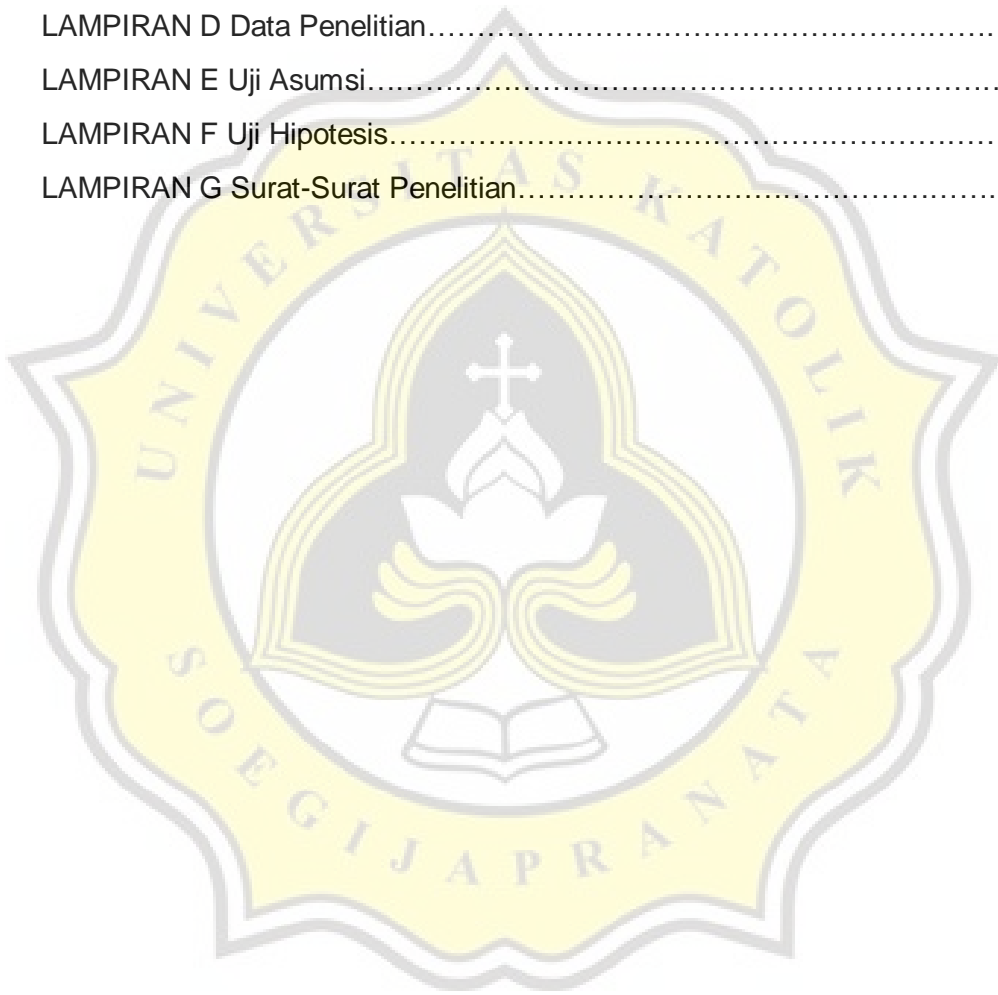 LAMPIRAN D Data Penelitian……………………………………………………
LAMPIRAN E Uji Asumsi……………………………………………………………
LAMPIRAN F Uji Hipotesis…………………………………………………………
LAMPIRAN G Surat-Surat Penelitian……………………………………………
UNIVERSITAS KATOLIK
SOEGIJAPRANATA